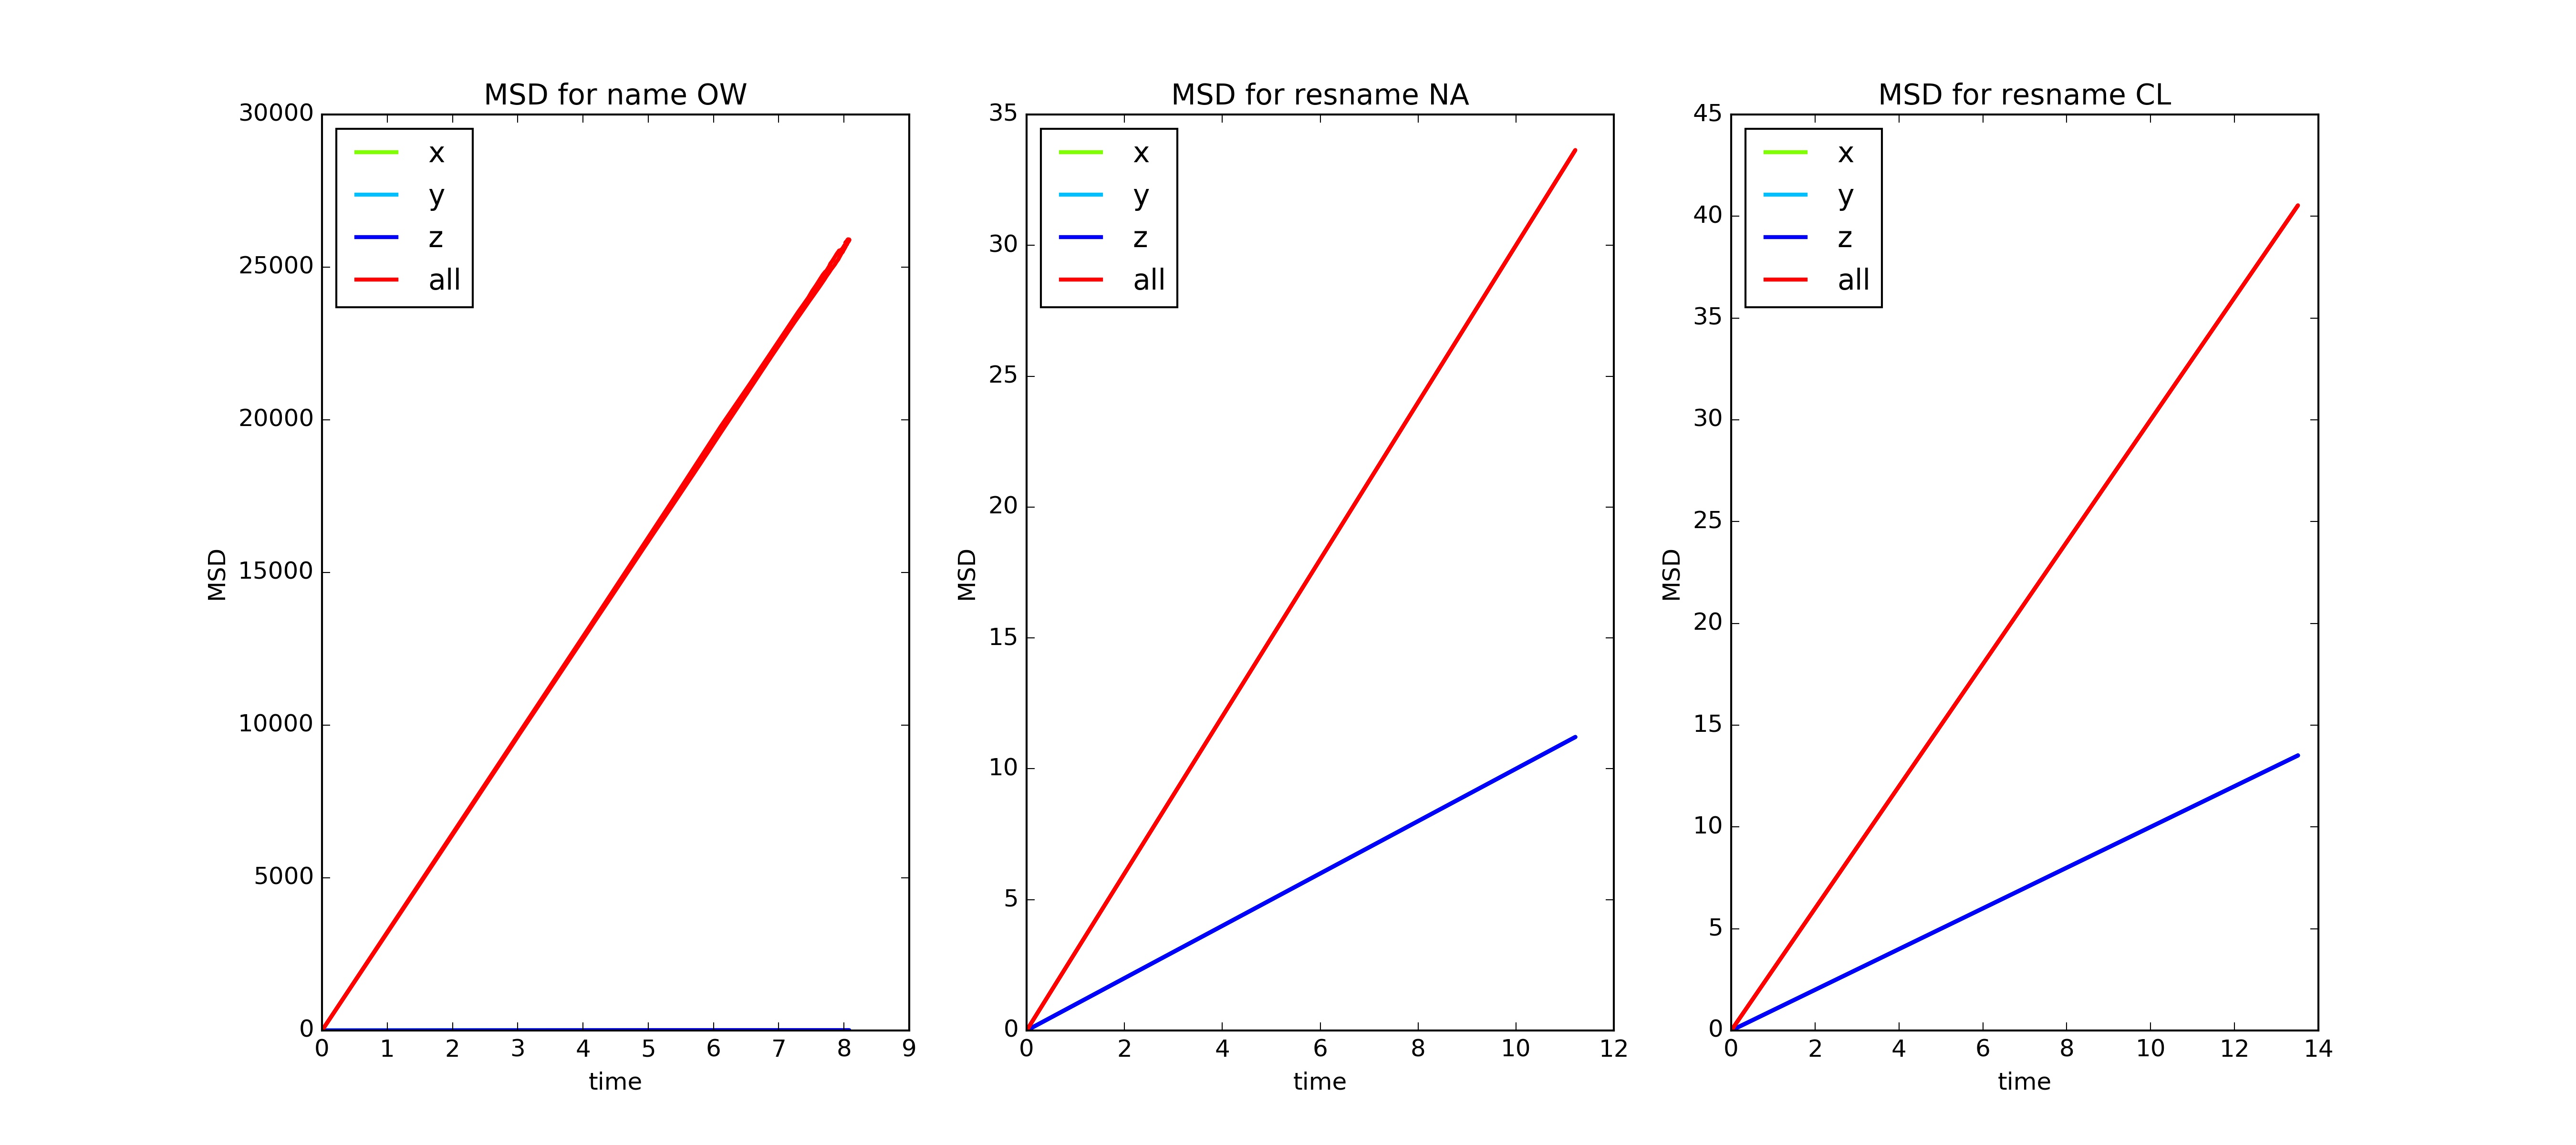 MSD for name OW
30000
25000
20000
15000
10000
5000
0
MSD
x
y
z
all
0 1 2 3 4 5 6 7 8 9
time
MSD for resname NA
35
30
25
20
15
10
5
0
MSD
x
y
z
all
0 2 4 6 8 10 12
time
MSD for resname CL
45
40
35
30
25
20
15
10
5
0
MSD
x
y
z
all
0 2 4 6 8 10 12 14
time